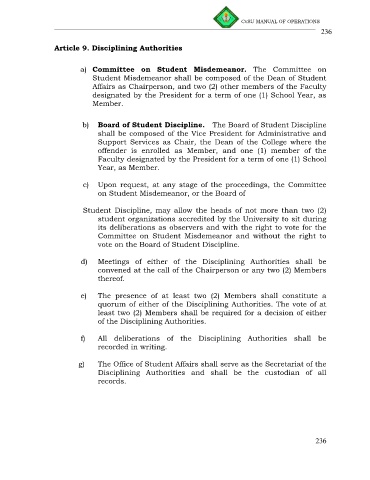 CvSU MANUAL OF OPERATIONS
236
Article 9. Disciplining Authorities
a) Committee on Student Misdemeanor. The Committee on
Student Misdemeanor shall be composed of the Dean of Student
Affairs as Chairperson, and two (2) other members of the Faculty
designated by the President for a term of one (1) School Year, as
Member.
b) Board of Student Discipline. The Board of Student Discipline
shall be composed of the Vice President for Administrative and
Support Services as Chair, the Dean of the College where the
offender is enrolled as Member, and one (1) member of the
Faculty designated by the President for a term of one (1) School
Year, as Member.
c) Upon request, at any stage of the proceedings, the Committee
on Student Misdemeanor, or the Board of
Student Discipline, may allow the heads of not more than two (2)
student organizations accredited by the University to sit during
its deliberations as observers and with the right to vote for the
Committee on Student Misdemeanor and without the right to
vote on the Board of Student Discipline.
d) Meetings of either of the Disciplining Authorities shall be
convened at the call of the Chairperson or any two (2) Members
thereof.
e) The presence of at least two (2) Members shall constitute a
quorum of either of the Disciplining Authorities. The vote of at
least two (2) Members shall be required for a decision of either
of the Disciplining Authorities.
f) All deliberations of the Disciplining Authorities shall be
recorded in writing.
g) The Office of Student Affairs shall serve as the Secretariat of the
Disciplining Authorities and shall be the custodian of all
records.
236